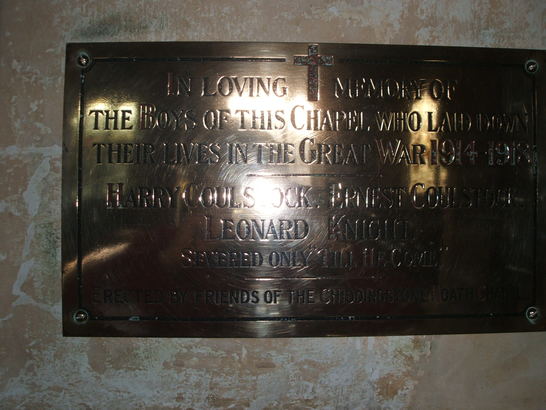 IN LOVING MEMORY OF
THE BOYS OF THIS CHAPEL WHO LAID DOWN
THEIR LIVES IN THE GREAT WAR 1914-1918
HARRY COULSTOCK. ERNEST COULSTOCK
LEONARD KNIGHT
SEVERED ONLY "TILL HE COME"
ERECTED BY FRIENDS OF THE